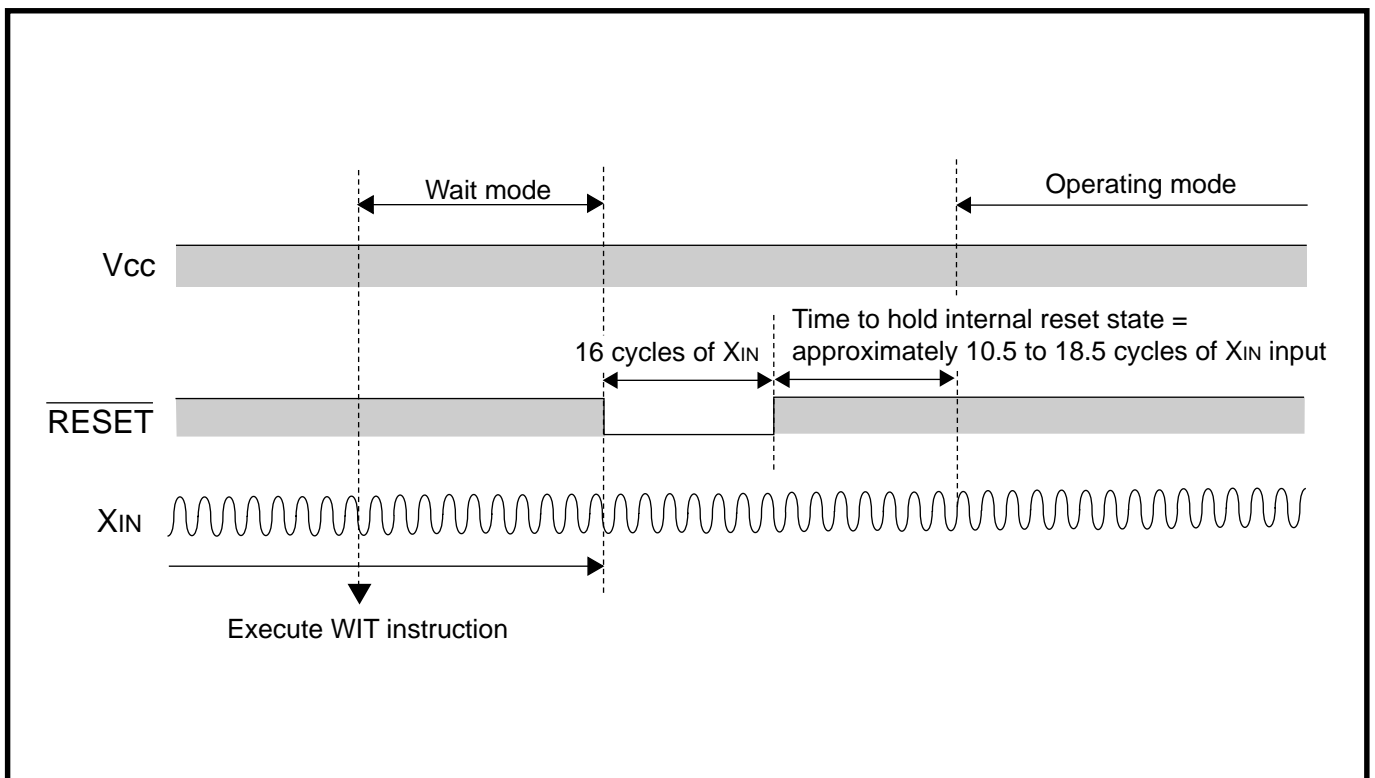 Wait mode
Operating mode
Vcc
Time to hold internal reset state =
16 cycles of XIN
approximately 10.5 to 18.5 cycles of XIN input
RESET
XIN
Execute WIT instruction